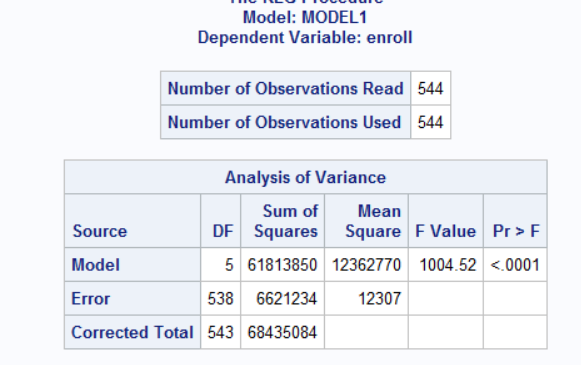 The REG Procedure
Model: MODEL1
Dependent Variable: enroll
Number of Observations Read 544
Number of Observations Used 544
Analysis of Variance
Source DF Sum of Squares Mean Square F Value Pr > F
Model 5 61813850 12362770 1004.52 <.0001
Error 538 6621234 12307
Corrected Total 543 68435084